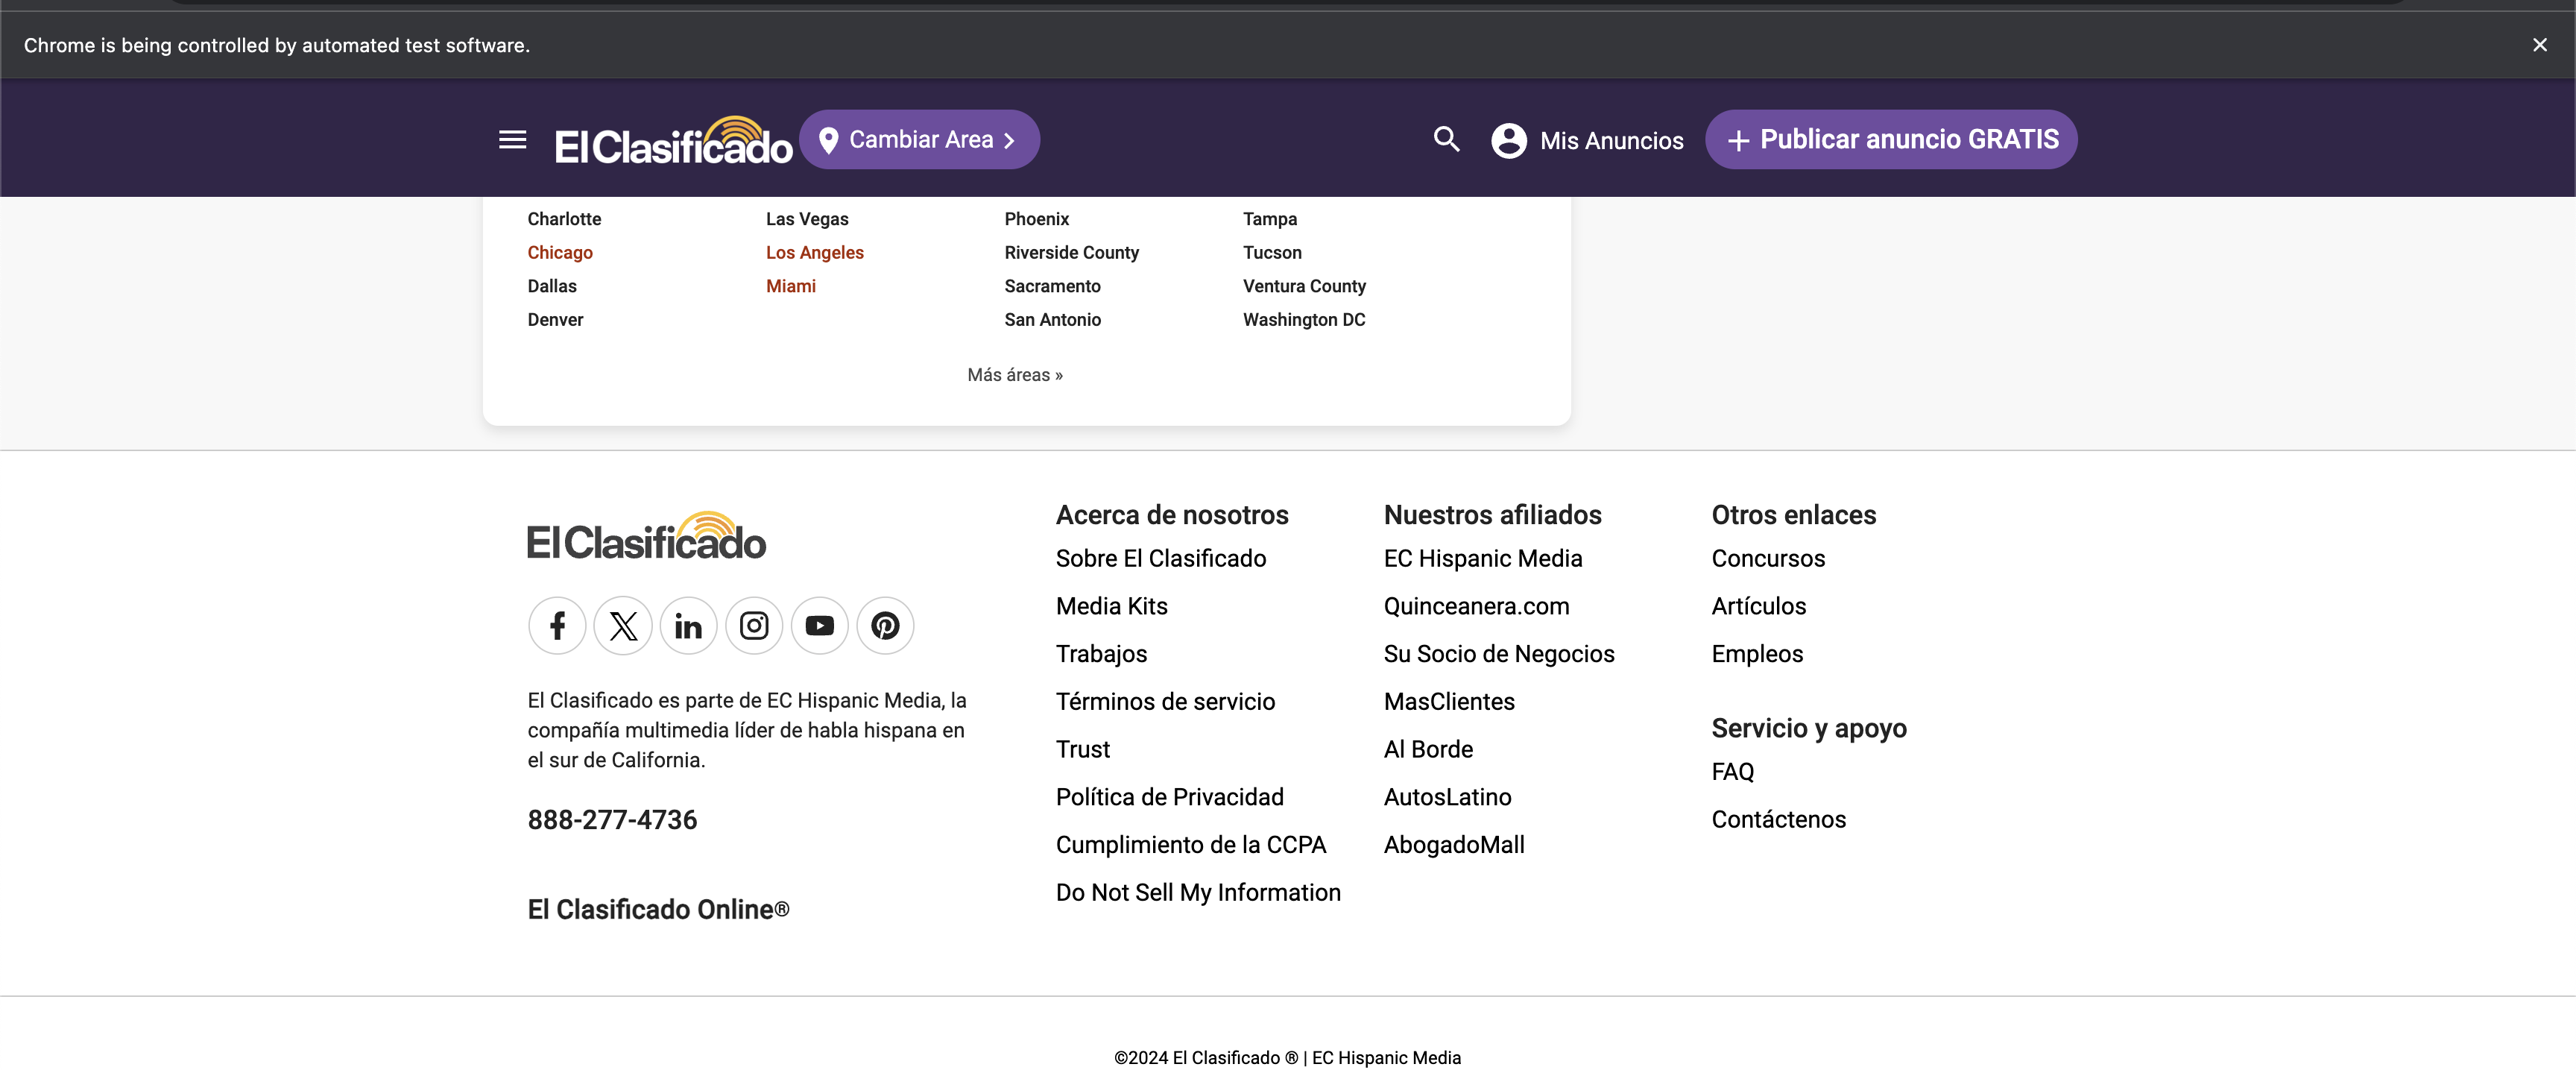 Chrome is being controlled by automated test software.
El Clasificado
Cambiar Area
Mis Anuncios
Publicar anuncio GRATIS
Charlotte
Chicago
Dallas
Denver
Las Vegas
Los Angeles
Miami
Phoenix
Riverside County
Sacramento
San Antonio
Tampa
Tucson
Ventura County
Washington DC
Más áreas »
El Clasificado
El Clasificado es parte de EC Hispanic Media, la
compañía multimedia líder de habla hispana en
el sur de California.
888-277-4736
El Clasificado Online®
Acerca de nosotros
Sobre El Clasificado
Media Kits
Trabajos
Términos de servicio
Trust
Política de Privacidad
Cumplimiento de la CCPA
Do Not Sell My Information
Nuestros afiliados
EC Hispanic Media
Quinceanera.com
Su Socio de Negocios
MasClientes
Al Borde
AutosLatino
AbogadoMall
Otros enlaces
Concursos
Artículos
Empleos
Servicio y apoyo
FAQ
Contáctenos
©2024 El Clasificado ® | EC Hispanic Media